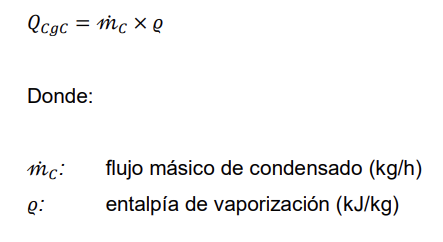 Q_CgC = ṁ_C × ϱ
Donde:
ṁ_C: flujo másico de condensado (kg/h)
ϱ: entalpía de vaporización (kJ/kg)